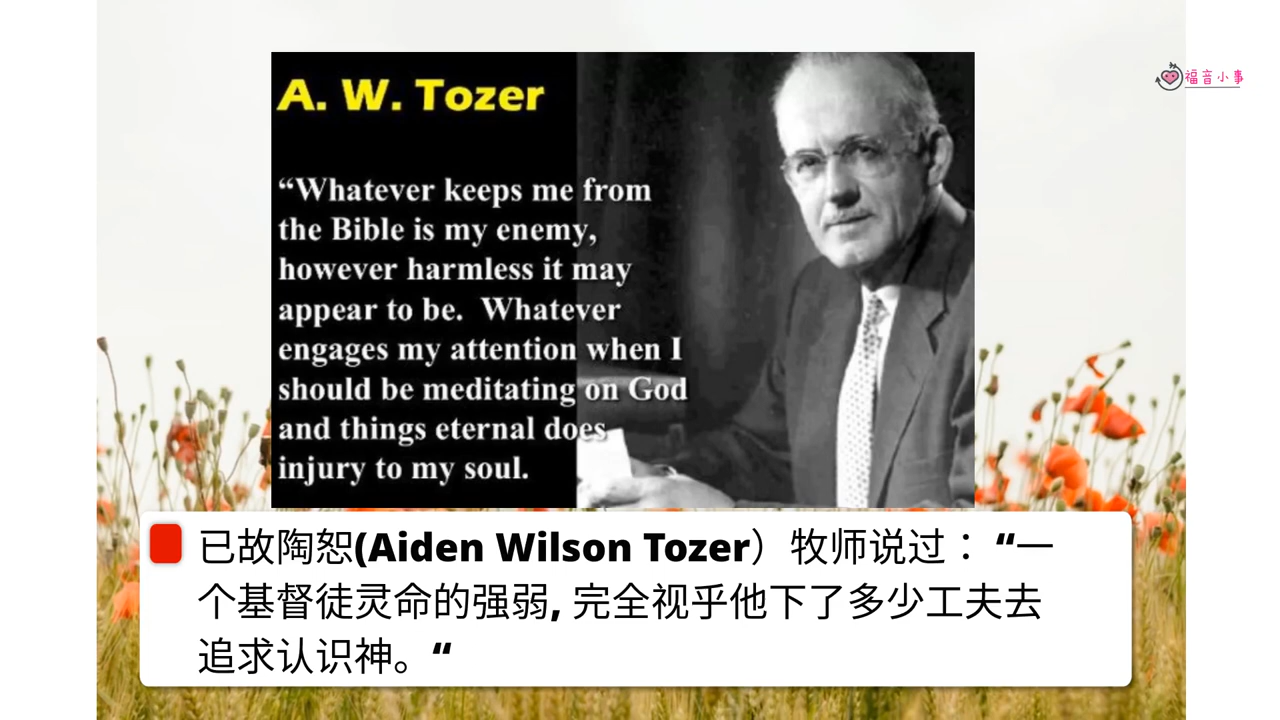 A. W. Tozer
“Whatever keeps me from
the Bible is my enemy,
however harmless it may
appear to be.  Whatever
engages my attention when I
should be meditating on God
and things eternal does
injury to my soul.
福音小事
已故陶恕(Aiden Wilson Tozer）牧师说过：“一
个基督徒灵命的强弱, 完全视乎他下了多少工夫去
追求认识神。“